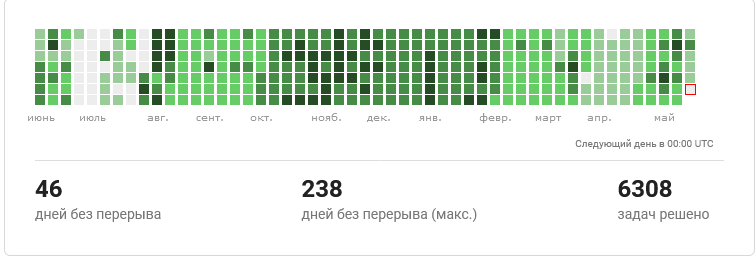 июнь июль авг. сент. окт. нояб. дек. янв. февр. март апр. май
Следующий день в 00:00 UTC
46 238 6308
дней без перерыва дней без перерыва (макс.) задач решено